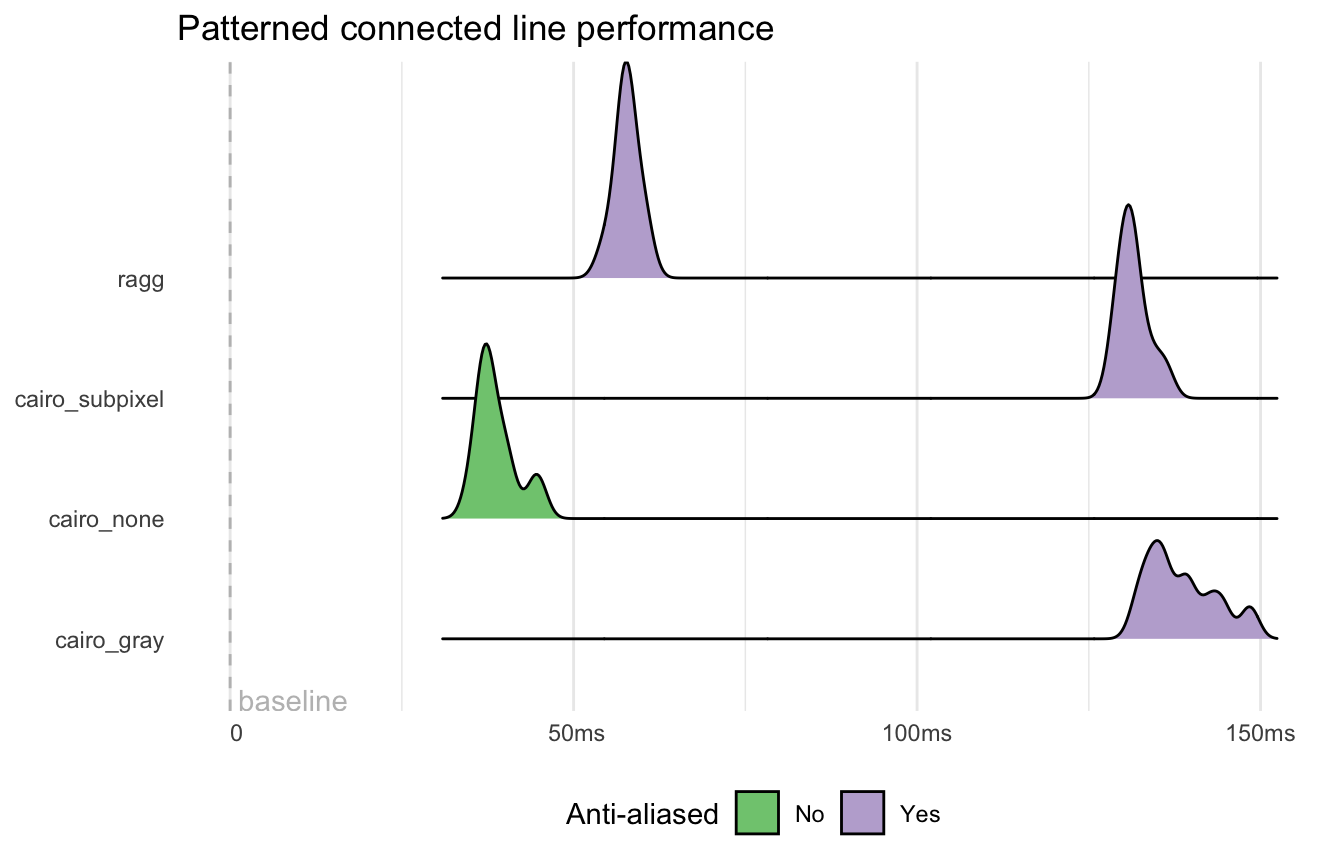 Patterned connected line performance
ragg
cairo_subpixel
cairo_none
cairo_gray
baseline
0 50ms 100ms 150ms
Anti-aliased No Yes